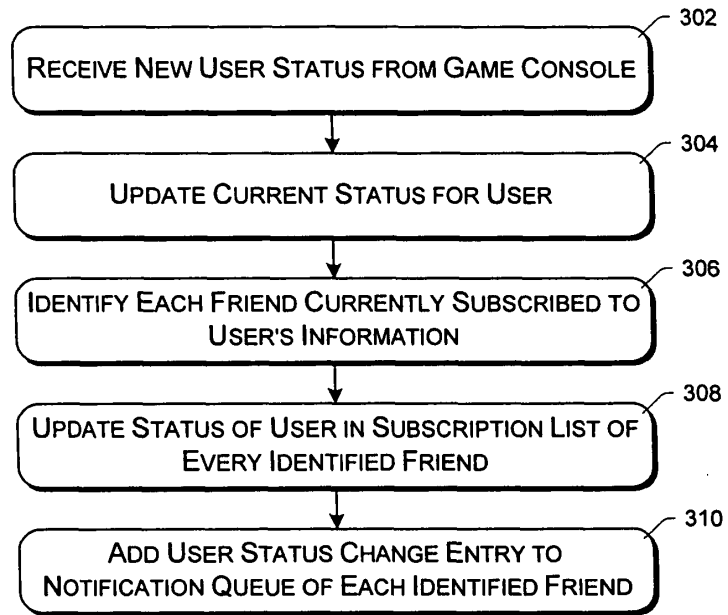 302
RECEIVE NEW USER STATUS FROM GAME CONSOLE
304
UPDATE CURRENT STATUS FOR USER
306
IDENTIFY EACH FRIEND CURRENTLY SUBSCRIBED TO
USER'S INFORMATION
308
UPDATE STATUS OF USER IN SUBSCRIPTION LIST OF
EVERY IDENTIFIED FRIEND
310
ADD USER STATUS CHANGE ENTRY TO
NOTIFICATION QUEUE OF EACH IDENTIFIED FRIEND